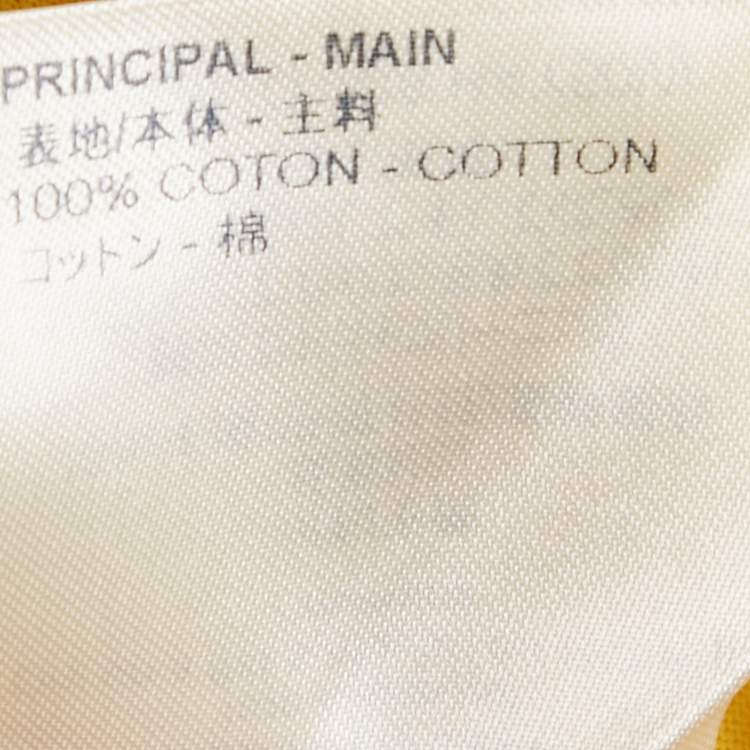 PRINCIPAL - MAIN
表地/本体 - 主料
100% COTON - COTTON
コットン - 棉